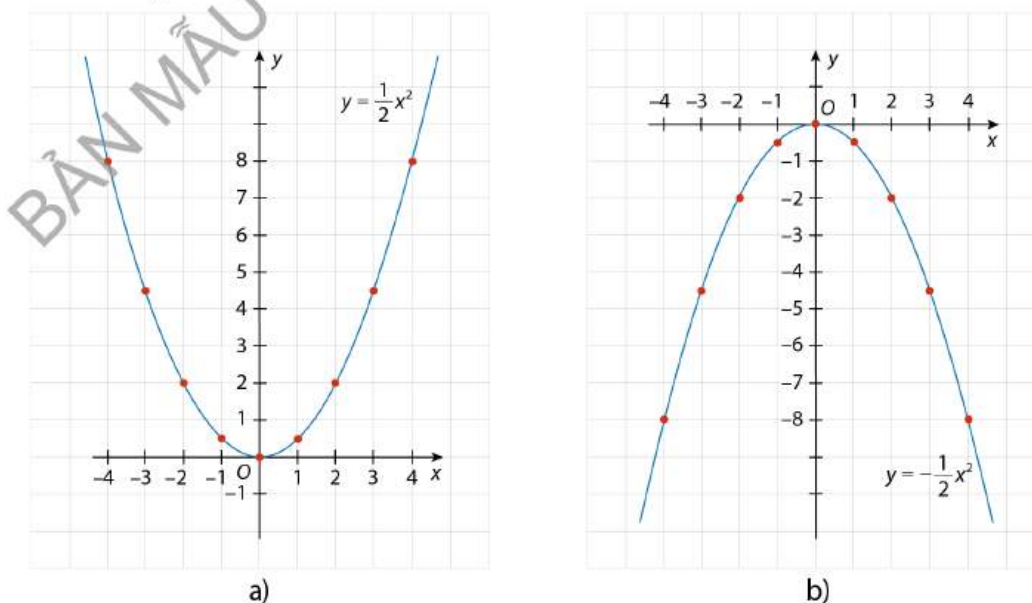 BẢN MẪU
y
y = 1/2 x²
8
7
6
5
4
3
2
1
O
–4 –3 –2 –1 1 2 3 4 x
–1
a)
y
–4 –3 –2 –1 O 1 2 3 4
x
–1
–2
–3
–4
–5
–6
–7
–8
y = –1/2 x²
b)